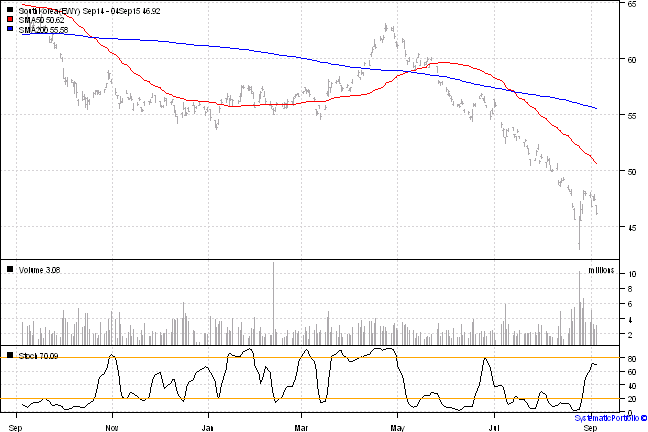 South Korea (EWY) Sep14 - 04Sep15 46.92
SMA50 50.62
SMA200 55.58
65
60
55
50
45
Volume 3.08
millions
10
8
6
4
2
Stoch 70.09
80
60
40
20
0
Sep Nov Jan Mar May Jul Sep
SystematicPortfolio ©